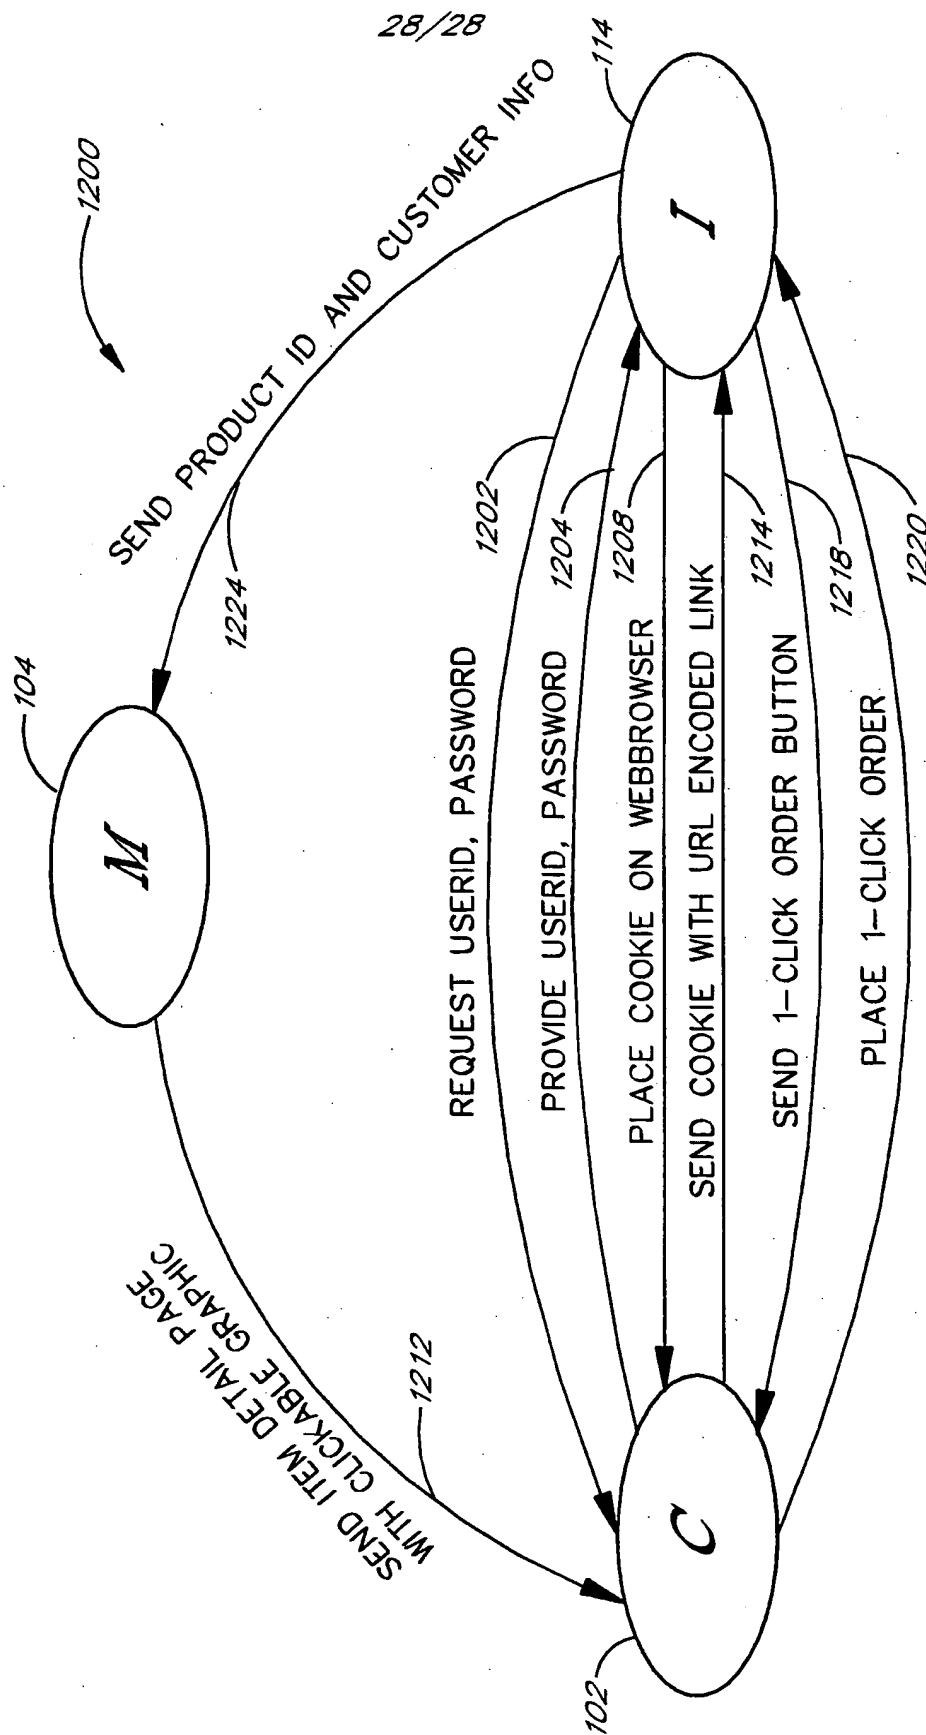 28/28
1200
104
M
SEND PRODUCT ID AND CUSTOMER INFO
1224
SEND ITEM DETAIL PAGE
WITH CLICKABLE GRAPHIC
1212
REQUEST USERID, PASSWORD
1202
PROVIDE USERID, PASSWORD
1204
PLACE COOKIE ON WEBBROWSER
1208
SEND COOKIE WITH URL ENCODED LINK
1214
SEND 1-CLICK ORDER BUTTON
1218
PLACE 1-CLICK ORDER
1220
C
102
I
114